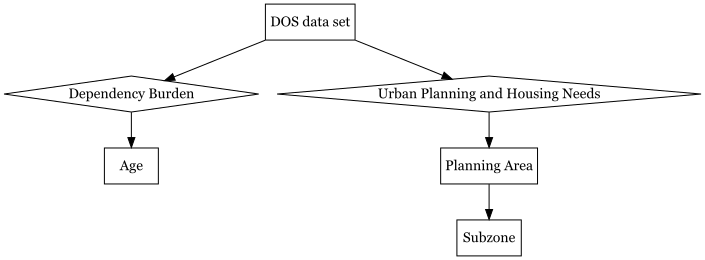 DOS data set
Dependency Burden
Urban Planning and Housing Needs
Age
Planning Area
Subzone